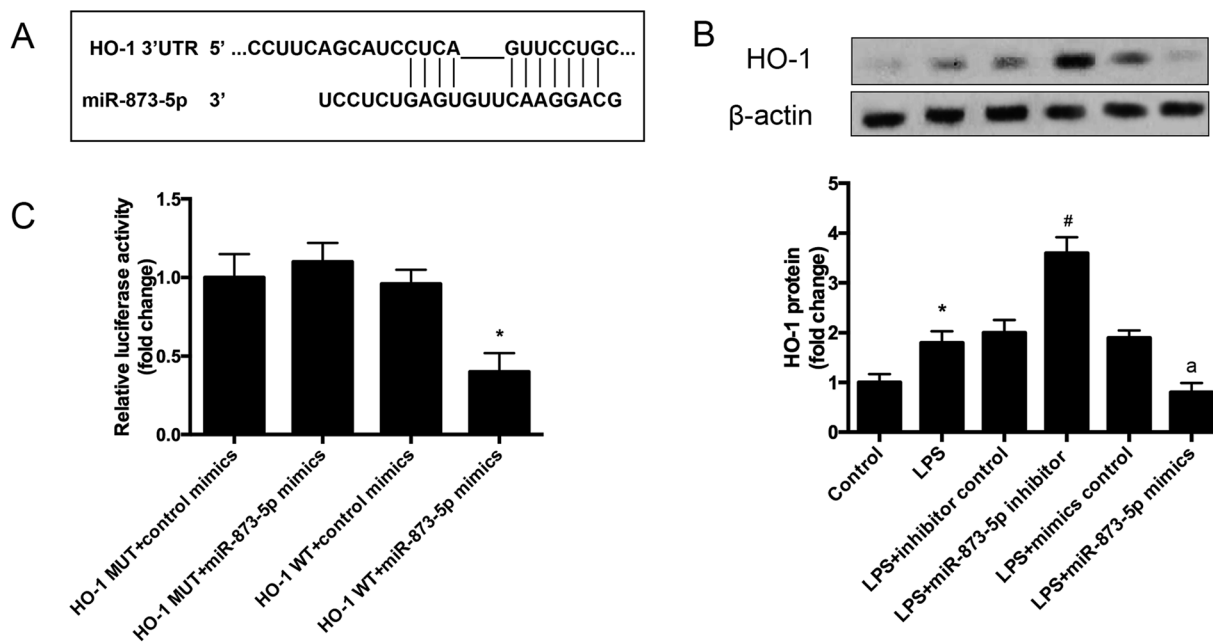 A
HO-1 3’UTR 5’ ...CCUUCAGCAUCCUCA___GUUCCUGC...
miR-873-5p 3’ UCCUCUGAGUGUUCAAGGACG
B
HO-1
β-actin
HO-1 protein
(fold change)
5
4
3
2
1
0
*
#
a
Control
LPS
LPS+inhibitor control
LPS+miR-873-5p inhibitor
LPS+mimics control
LPS+miR-873-5p mimics
C
Relative luciferase activity
(fold change)
1.5
1.0
0.5
0.0
*
HO-1 MUT+control mimics
HO-1 MUT+miR-873-5p mimics
HO-1 WT+control mimics
HO-1 WT+miR-873-5p mimics